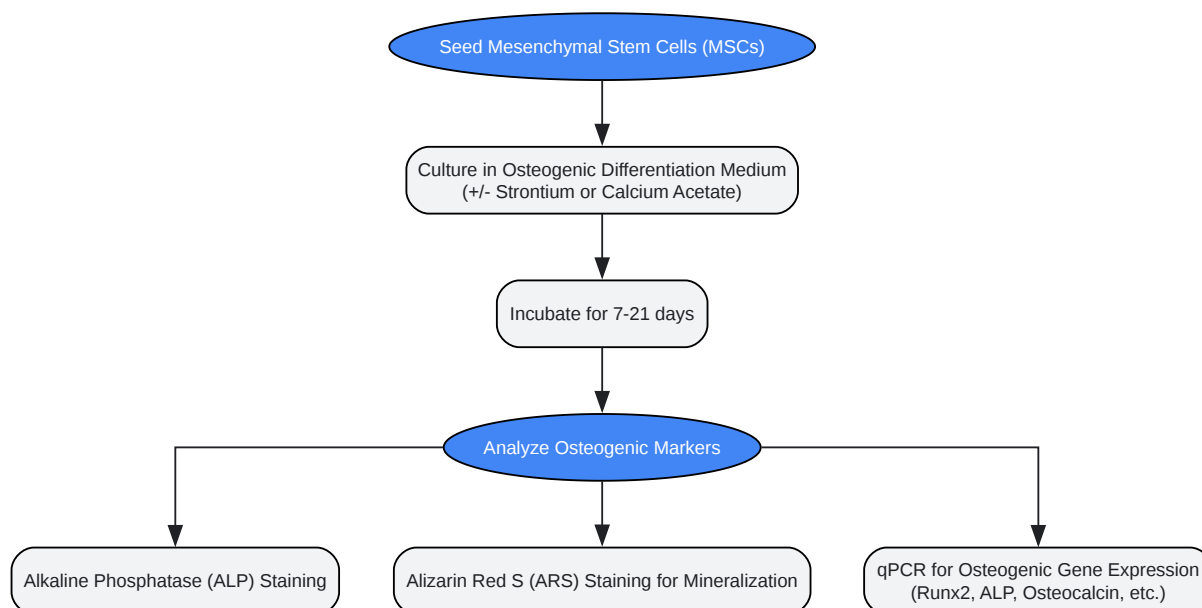 Seed Mesenchymal Stem Cells (MSCs)
Culture in Osteogenic Differentiation Medium
(+/- Strontium or Calcium Acetate)
Incubate for 7-21 days
Analyze Osteogenic Markers
Alkaline Phosphatase (ALP) Staining
Alizarin Red S (ARS) Staining for Mineralization
qPCR for Osteogenic Gene Expression
(Runx2, ALP, Osteocalcin, etc.)